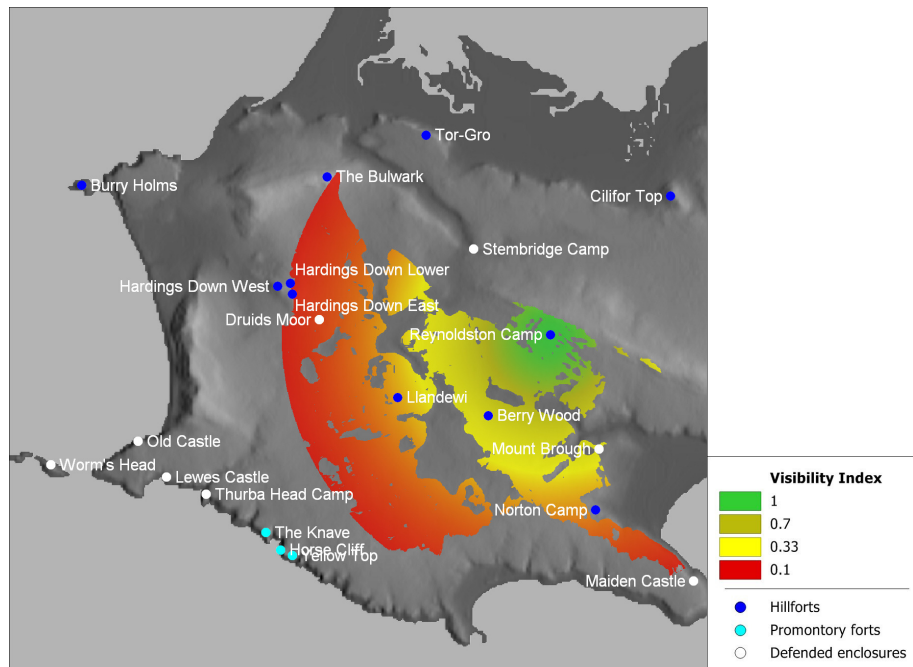 Tor-Gro
The Bulwark
Burry Holms
Cilifor Top
Stembridge Camp
Hardings Down Lower
Hardings Down West
Hardings Down East
Druids Moor
Reynoldston Camp
Llandewi
Berry Wood
Old Castle
Mount Brough
Worm's Head
Lewes Castle
Thurba Head Camp
Norton Camp
The Knave
Horse Cliff
Yellow Top
Maiden Castle
Visibility Index
1
0.7
0.33
0.1
Hillforts
Promontory forts
Defended enclosures